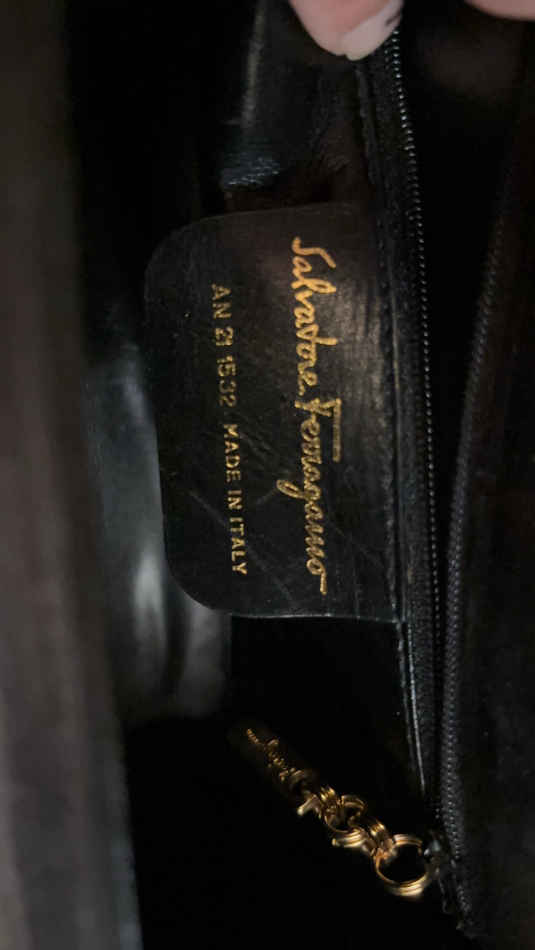 Salvatore Ferragamo
AN 21 1532 MADE IN ITALY